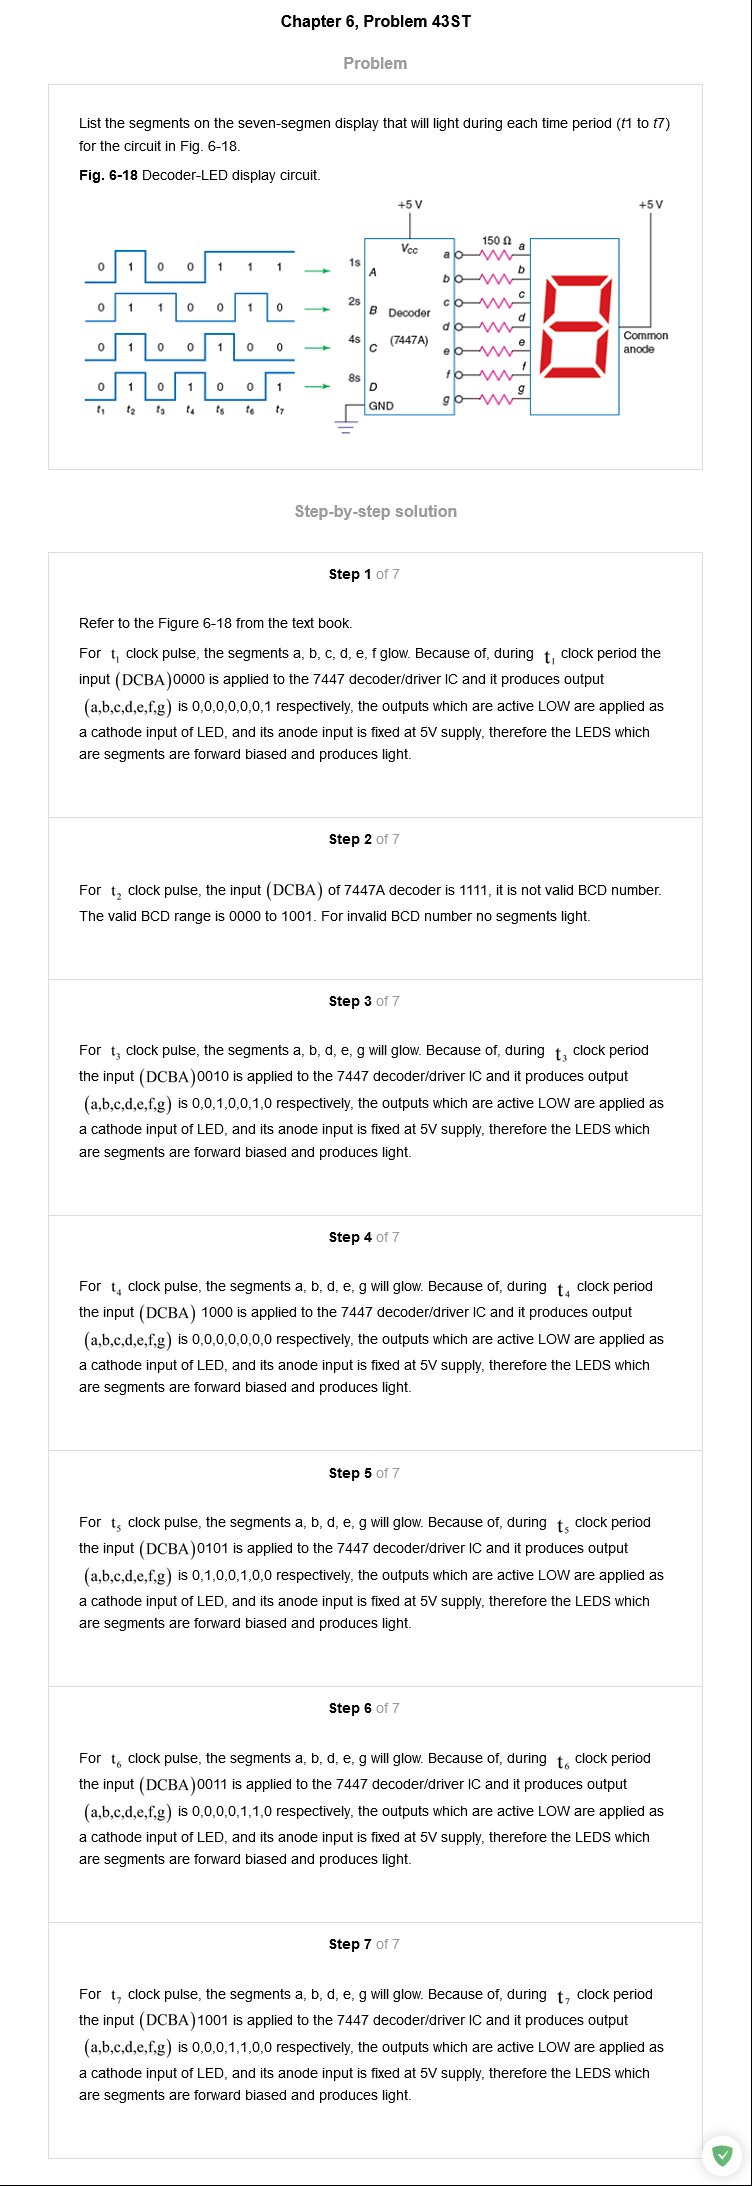 Chapter 6, Problem 43ST
Problem
List the segments on the seven-segmen display that will light during each time period (t1 to t7)
for the circuit in Fig. 6-18.
Fig. 6-18 Decoder-LED display circuit.
+5 V
+5 V
Vcc
150 Ω
0 1 0 0 1 1 1
1s
A
a
a
b
b
0 1 1 0 0 1 0
2s
B
Decoder
c
c
d
d
0 1 0 0 1 0 0
4s
C
(7447A)
e
e
Common
anode
f
f
0 1 0 1 0 0 1
8s
D
g
g
t₁ t₂ t₃ t₄ t₅ t₆ t₇
GND
Step-by-step solution
Step 1 of 7
Refer to the Figure 6-18 from the text book.
For t₁ clock pulse, the segments a, b, c, d, e, f glow. Because of, during t₁ clock period the
input (DCBA)0000 is applied to the 7447 decoder/driver IC and it produces output
(a,b,c,d,e,f,g) is 0,0,0,0,0,0,1 respectively, the outputs which are active LOW are applied as
a cathode input of LED, and its anode input is fixed at 5V supply, therefore the LEDS which
are segments are forward biased and produces light.
Step 2 of 7
For t₂ clock pulse, the input (DCBA) of 7447A decoder is 1111, it is not valid BCD number.
The valid BCD range is 0000 to 1001. For invalid BCD number no segments light.
Step 3 of 7
For t₃ clock pulse, the segments a, b, d, e, g will glow. Because of, during t₃ clock period
the input (DCBA)0010 is applied to the 7447 decoder/driver IC and it produces output
(a,b,c,d,e,f,g) is 0,0,1,0,0,1,0 respectively, the outputs which are active LOW are applied as
a cathode input of LED, and its anode input is fixed at 5V supply, therefore the LEDS which
are segments are forward biased and produces light.
Step 4 of 7
For t₄ clock pulse, the segments a, b, d, e, g will glow. Because of, during t₄ clock period
the input (DCBA) 1000 is applied to the 7447 decoder/driver IC and it produces output
(a,b,c,d,e,f,g) is 0,0,0,0,0,0,0 respectively, the outputs which are active LOW are applied as
a cathode input of LED, and its anode input is fixed at 5V supply, therefore the LEDS which
are segments are forward biased and produces light.
Step 5 of 7
For t₅ clock pulse, the segments a, b, d, e, g will glow. Because of, during t₅ clock period
the input (DCBA)0101 is applied to the 7447 decoder/driver IC and it produces output
(a,b,c,d,e,f,g) is 0,1,0,0,1,0,0 respectively, the outputs which are active LOW are applied as
a cathode input of LED, and its anode input is fixed at 5V supply, therefore the LEDS which
are segments are forward biased and produces light.
Step 6 of 7
For t₆ clock pulse, the segments a, b, d, e, g will glow. Because of, during t₆ clock period
the input (DCBA)0011 is applied to the 7447 decoder/driver IC and it produces output
(a,b,c,d,e,f,g) is 0,0,0,0,1,1,0 respectively, the outputs which are active LOW are applied as
a cathode input of LED, and its anode input is fixed at 5V supply, therefore the LEDS which
are segments are forward biased and produces light.
Step 7 of 7
For t₇ clock pulse, the segments a, b, d, e, g will glow. Because of, during t₇ clock period
the input (DCBA)1001 is applied to the 7447 decoder/driver IC and it produces output
(a,b,c,d,e,f,g) is 0,0,0,1,1,0,0 respectively, the outputs which are active LOW are applied as
a cathode input of LED, and its anode input is fixed at 5V supply, therefore the LEDS which
are segments are forward biased and produces light.